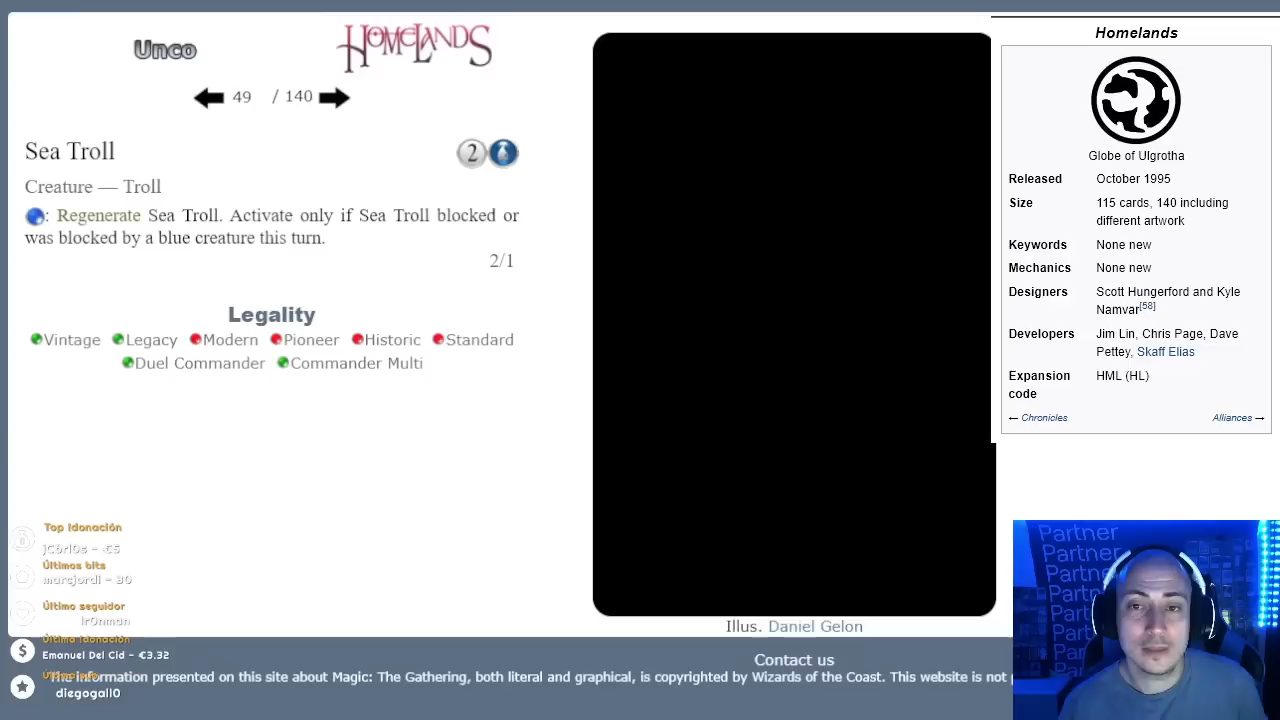 Unco
HOMELANDS
49 / 140
Sea Troll
2
Creature — Troll
: Regenerate Sea Troll. Activate only if Sea Troll blocked or
was blocked by a blue creature this turn.
2/1
Legality
Vintage Legacy Modern Pioneer Historic Standard
Duel Commander Commander Multi
Illus. Daniel Gelon
Contact us
The information presented on this site about Magic: The Gathering, both literal and graphical, is copyrighted by Wizards of the Coast. This website is not
Homelands
Globe of Ulgrotha
Released October 1995
Size 115 cards, 140 including
different artwork
Keywords None new
Mechanics None new
Designers Scott Hungerford and Kyle
Namvar[58]
Developers Jim Lin, Chris Page, Dave
Pettey, Skaff Elias
Expansion HML (HL)
code
← Chronicles Alliances →
Top 1donación
jC0rl0s - €5
Últimos bits
marcjordi - 30
Último seguidor
1r0nman
Última 1donación
Emanuel Del Cid - €3.32
diegogall0
Partner
Partner
Partner
Partner
Partner